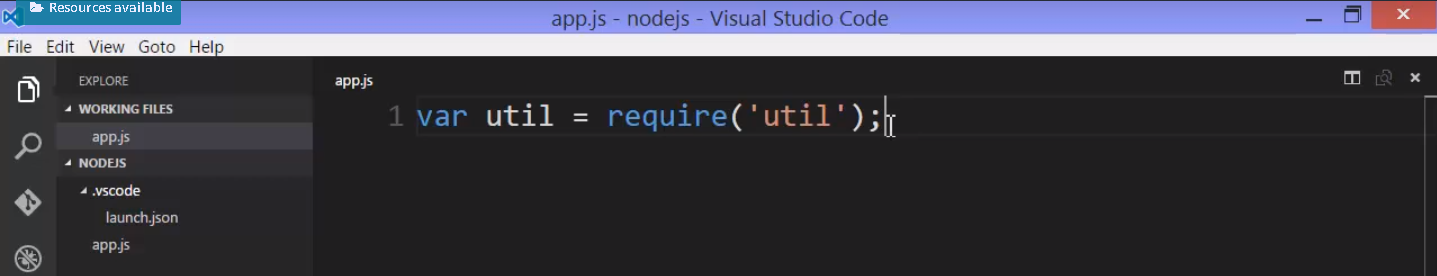 Resources available
app.js - nodejs - Visual Studio Code
File Edit View Goto Help
EXPLORE
WORKING FILES
app.js
NODEJS
.vscode
launch.json
app.js
app.js
1 var util = require('util');